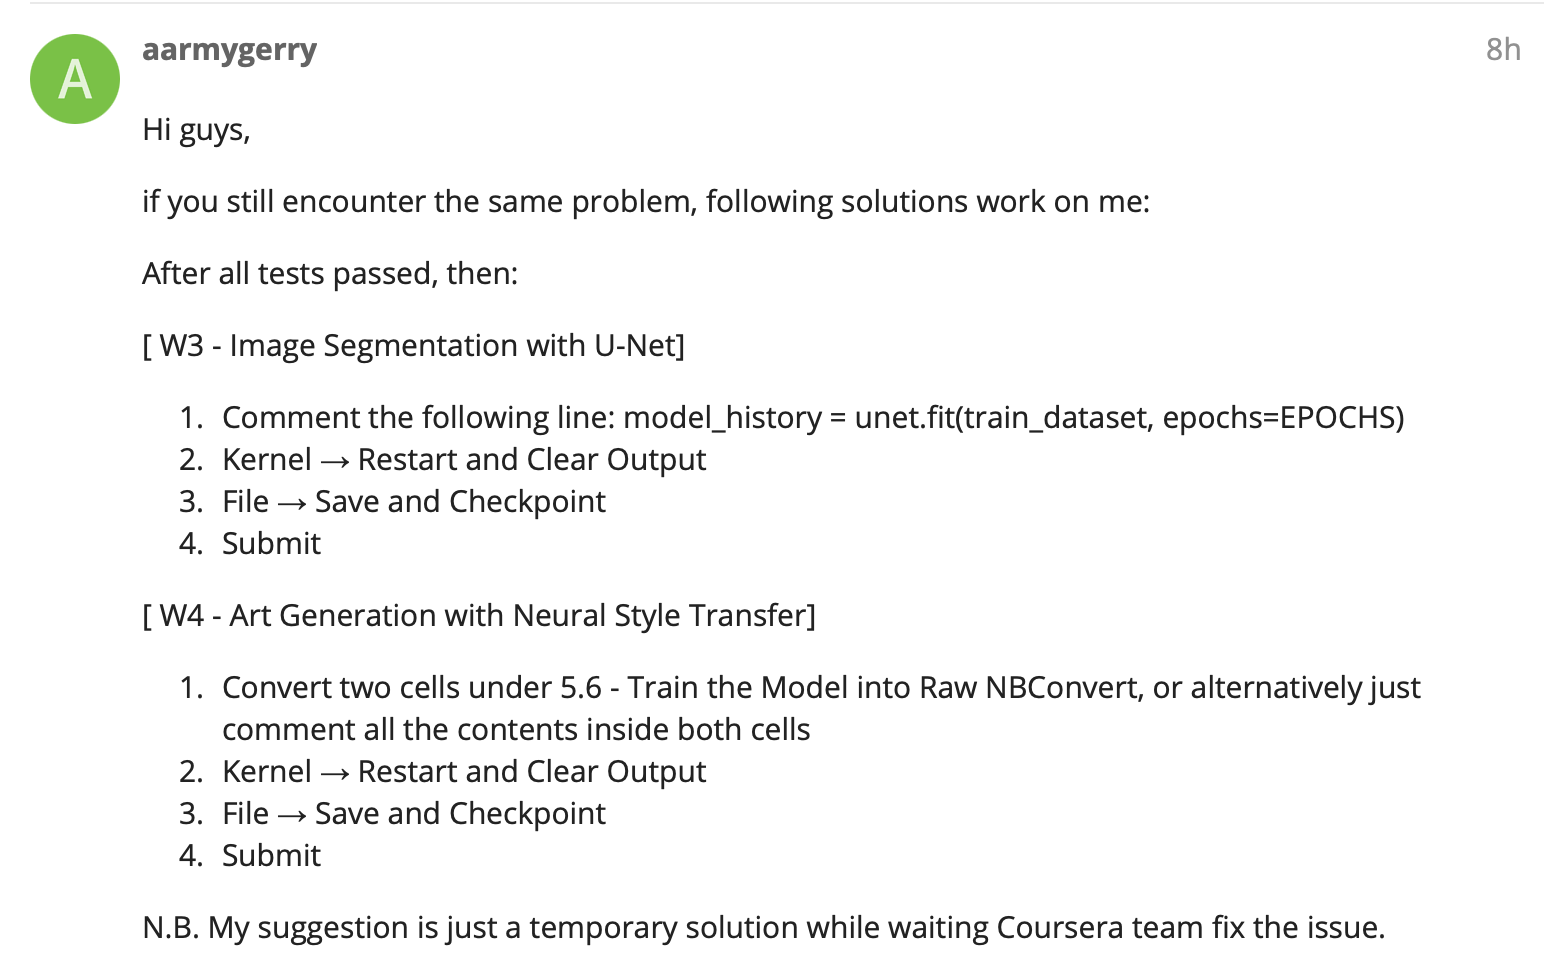 A
aarmygerry
8h
Hi guys,
if you still encounter the same problem, following solutions work on me:
After all tests passed, then:
[ W3 - Image Segmentation with U-Net]
1. Comment the following line: model_history = unet.fit(train_dataset, epochs=EPOCHS)
2. Kernel → Restart and Clear Output
3. File → Save and Checkpoint
4. Submit
[ W4 - Art Generation with Neural Style Transfer]
1. Convert two cells under 5.6 - Train the Model into Raw NBConvert, or alternatively just
comment all the contents inside both cells
2. Kernel → Restart and Clear Output
3. File → Save and Checkpoint
4. Submit
N.B. My suggestion is just a temporary solution while waiting Coursera team fix the issue.